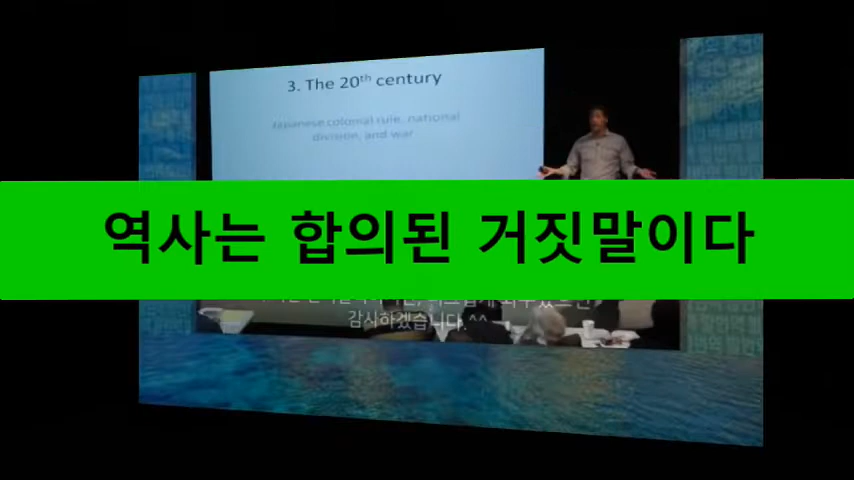 3. The 20th century
Japanese colonial rule, national
division, and war
역사는 합의된 거짓말이다
감사하겠습니다.^^